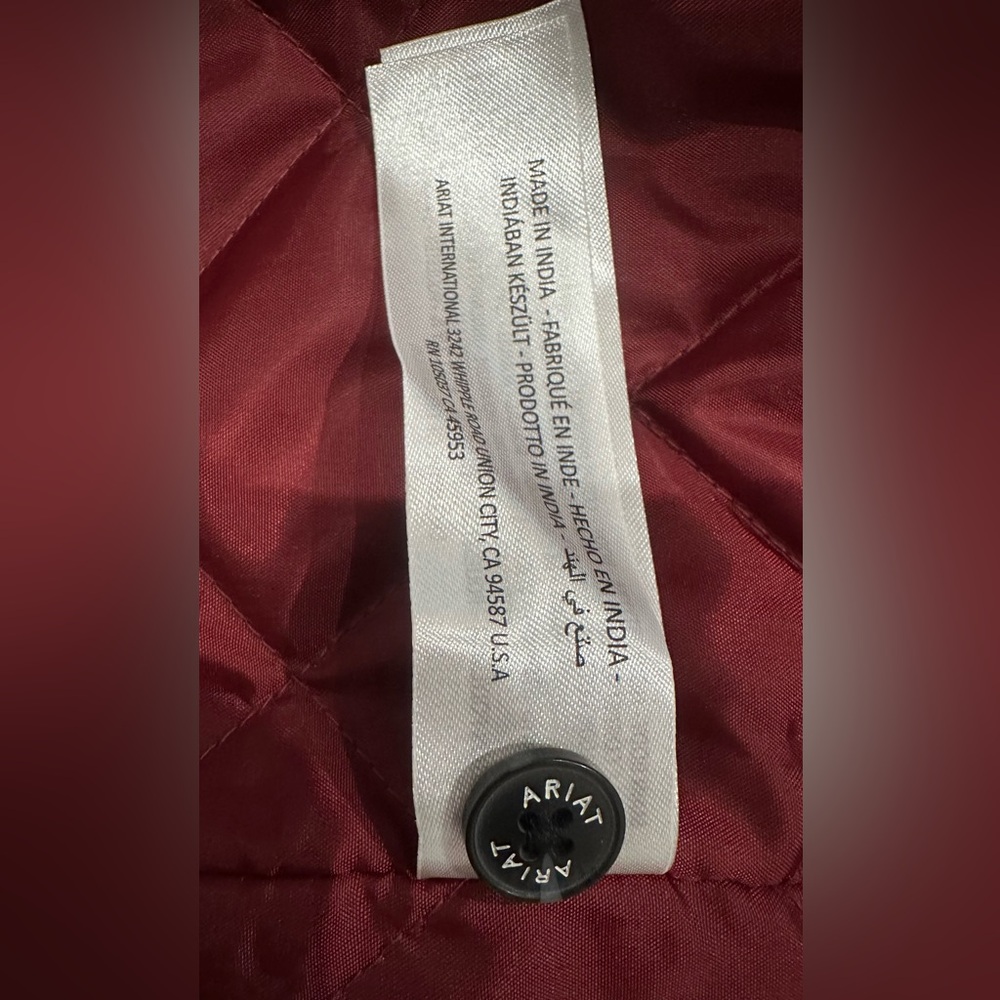 MADE IN INDIA - FABRIQUÉ EN INDE - HECHO EN INDIA -
INDIÁBAN KÉSZÜLT - PRODOTTO IN INDIA - صنع في الهند
ARIAT INTERNATIONAL 3242 WHIPPLE ROAD UNION CITY, CA 94587 U.S.A
RN 109037 CA 45953
ARIAT
ARIAT